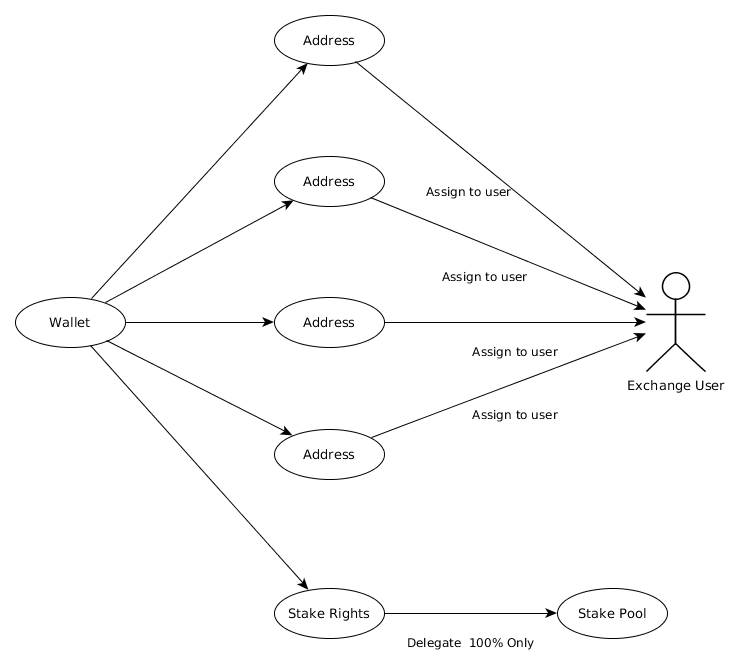 Address
Address
Assign to user
Assign to user
Wallet
Address
Assign to user
Exchange User
Assign to user
Address
Stake Rights
Stake Pool
Delegate  100% Only